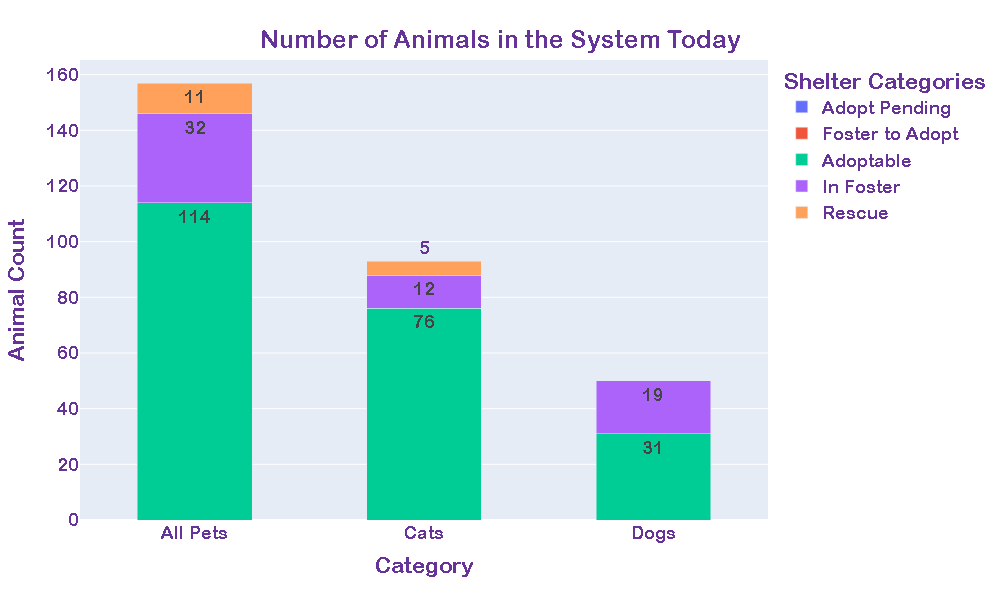 Number of Animals in the System Today
Shelter Categories
Adopt Pending
Foster to Adopt
Adoptable
In Foster
Rescue
Animal Count
160
140
120
100
80
60
40
20
0
11
32
114
5
12
76
19
31
All Pets
Cats
Dogs
Category